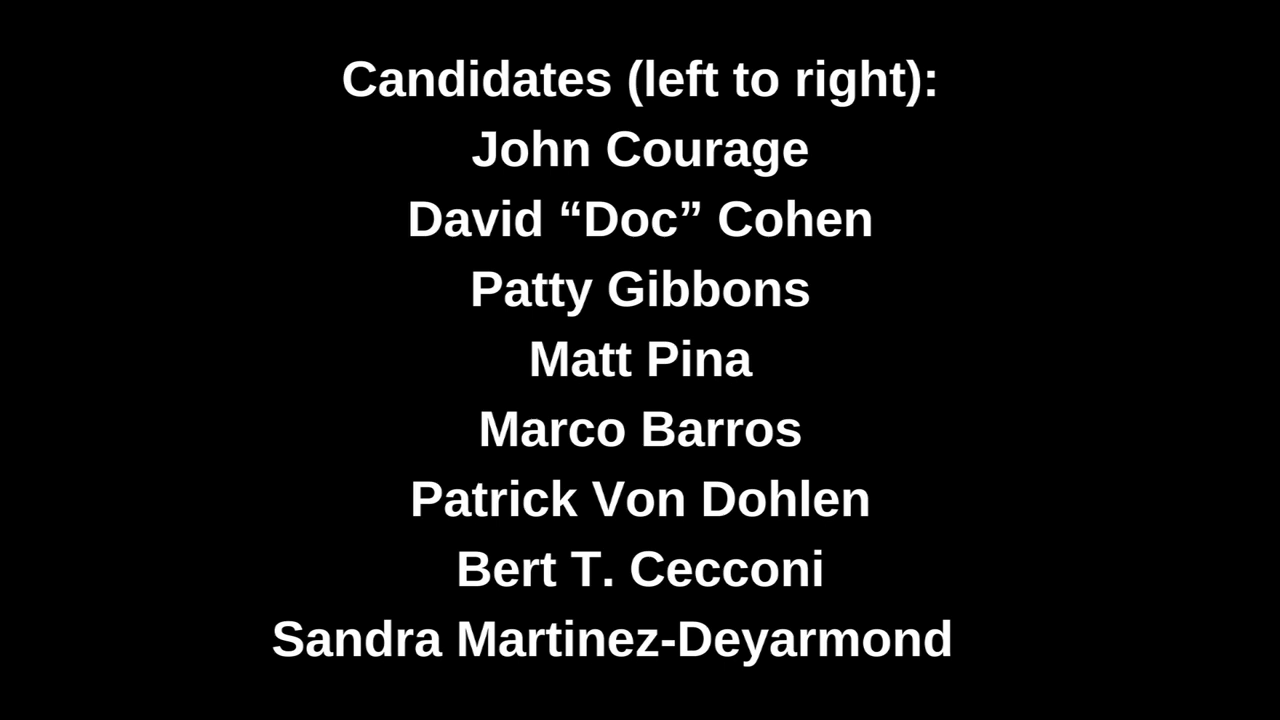 Candidates (left to right):
John Courage
David “Doc” Cohen
Patty Gibbons
Matt Pina
Marco Barros
Patrick Von Dohlen
Bert T. Cecconi
Sandra Martinez-Deyarmond